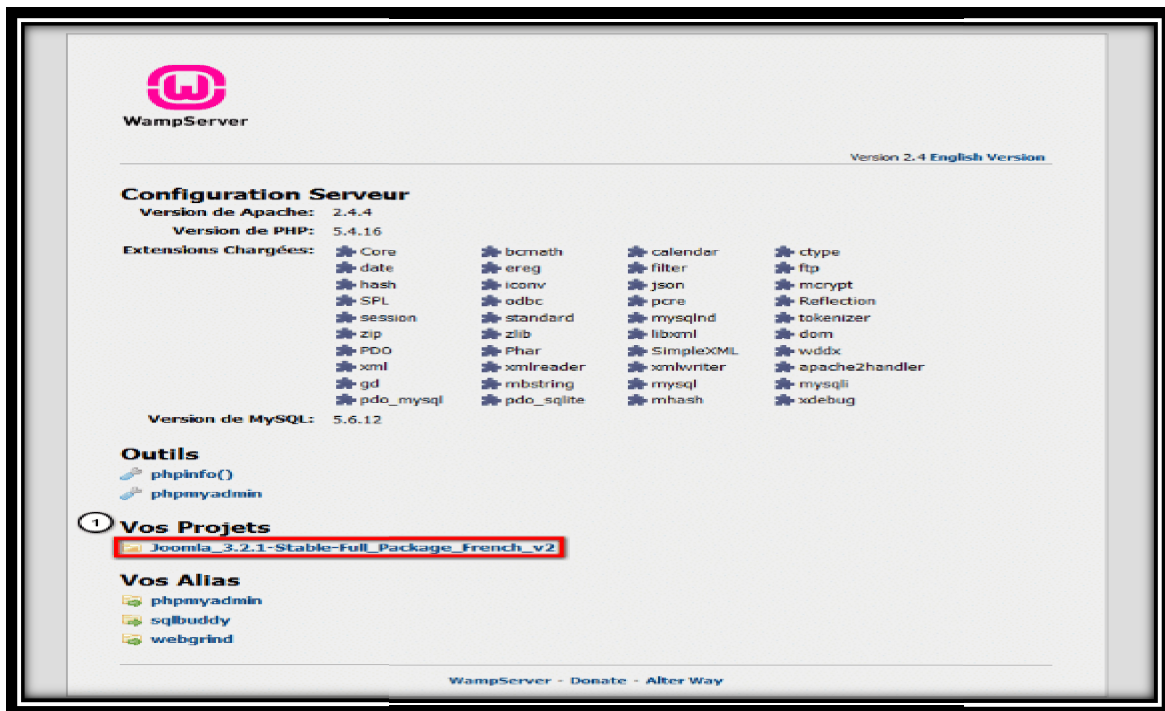 WampServer
Version 2.4 English Version
Configuration Serveur
Version de Apache: 2.4.4
Version de PHP: 5.4.16
Extensions Chargées: Core bcmath calendar ctype
date ereg filter ftp
hash iconv json mcrypt
SPL odbc pcre Reflection
session standard mysqlnd tokenizer
zip zlib libxml dom
PDO Phar SimpleXML wddx
xml xmlreader xmlwriter apache2handler
gd mbstring mysql mysqli
pdo_mysql pdo_sqlite mhash xdebug
Version de MySQL: 5.6.12
Outils
phpinfo()
phpmyadmin
1 Vos Projets
Joomla_3.2.1-Stable-Full_Package_French_v2
Vos Alias
phpmyadmin
sqlbuddy
webgrind
WampServer - Donate - Alter Way